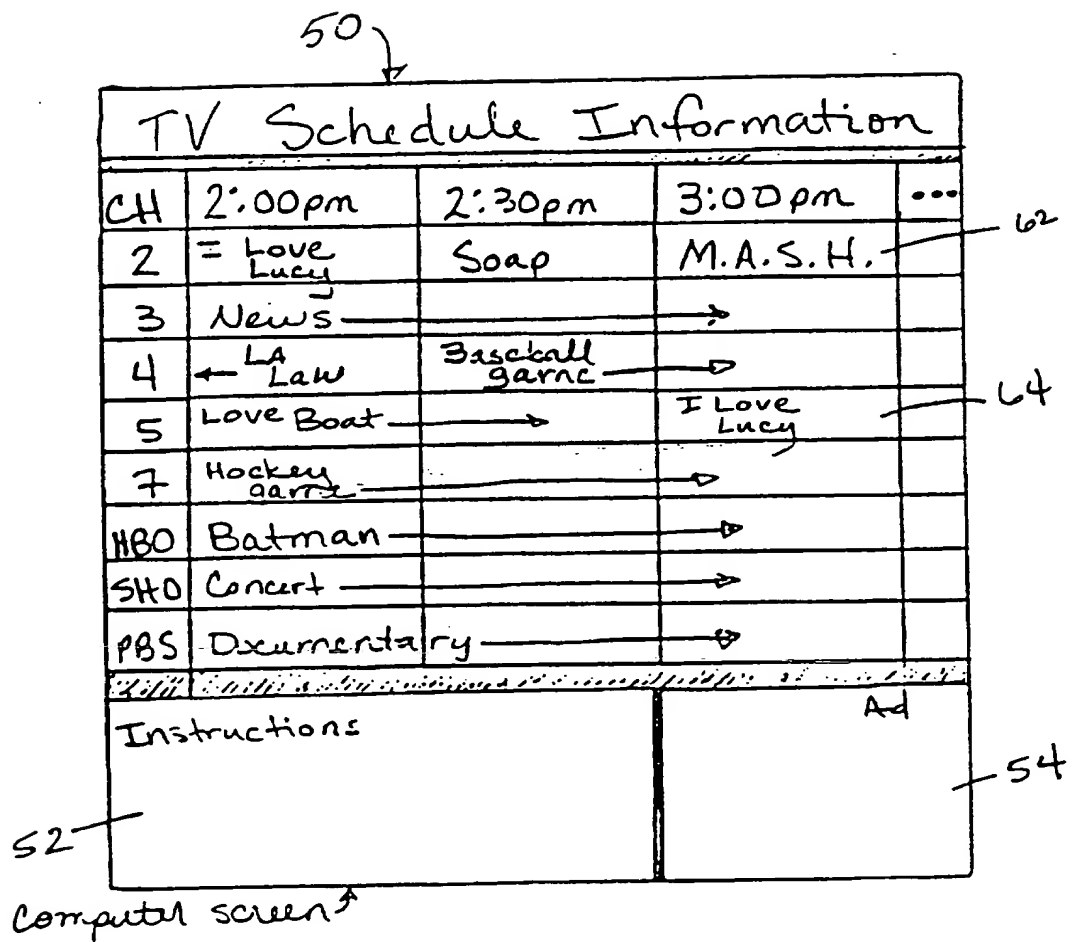 50
TV Schedule Information
CH 2:00pm 2:30pm 3:00pm ...
2 I Love Lucy Soap M.A.S.H. 62
3 News
4 LA Law Baseball game
5 Love Boat I Love Lucy 64
7 Hockey game
HBO Batman
SHO Concert
PBS Documentary
Instructions Ad
54
52
Computer screen